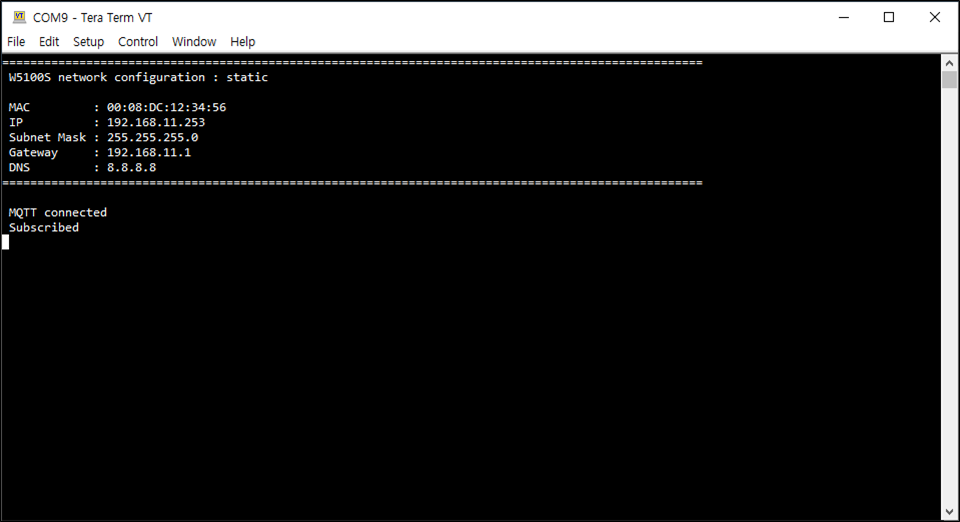 VT
COM9 - Tera Term VT
File Edit Setup Control Window Help
====================================================================================================
W5100S network configuration : static
MAC : 00:08:DC:12:34:56
IP : 192.168.11.253
Subnet Mask : 255.255.255.0
Gateway : 192.168.11.1
DNS : 8.8.8.8
====================================================================================================
MQTT connected
Subscribed